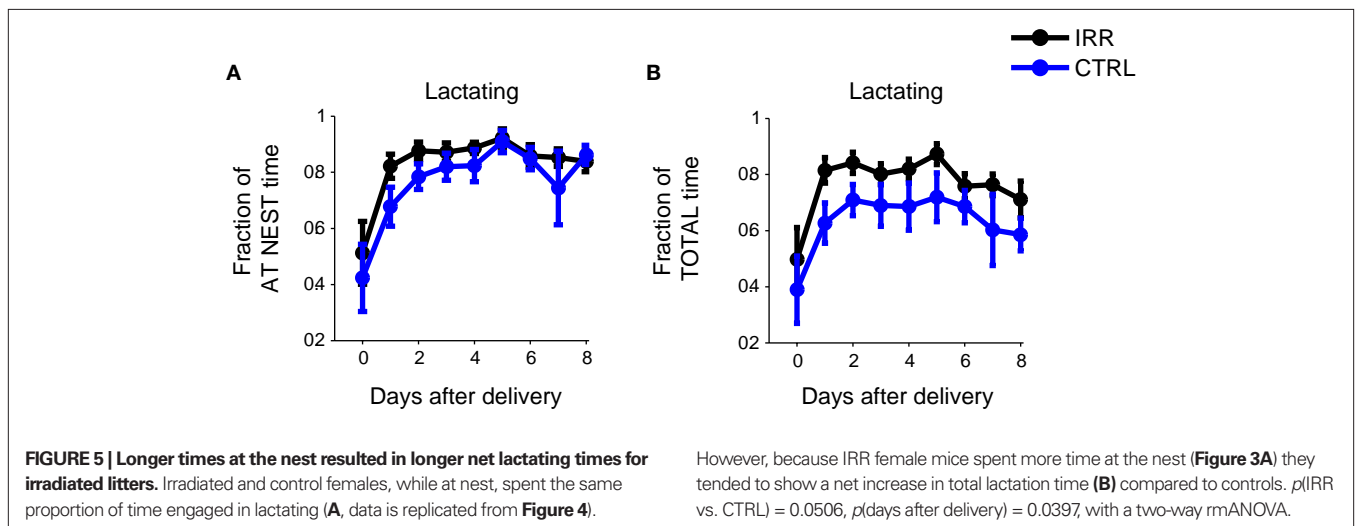 IRR
CTRL
A
Lactating
Fraction of
AT NEST time
1
08
06
04
02
0 2 4 6 8
Days after delivery
B
Lactating
Fraction of
TOTAL time
1
08
06
04
02
0 2 4 6 8
Days after delivery
FIGURE 5 | Longer times at the nest resulted in longer net lactating times for
irradiated litters. Irradiated and control females, while at nest, spent the same
proportion of time engaged in lactating (A, data is replicated from Figure 4).
However, because IRR female mice spent more time at the nest (Figure 3A) they
tended to show a net increase in total lactation time (B) compared to controls. p(IRR
vs. CTRL) = 0.0506, p(days after delivery) = 0.0397, with a two-way rmANOVA.